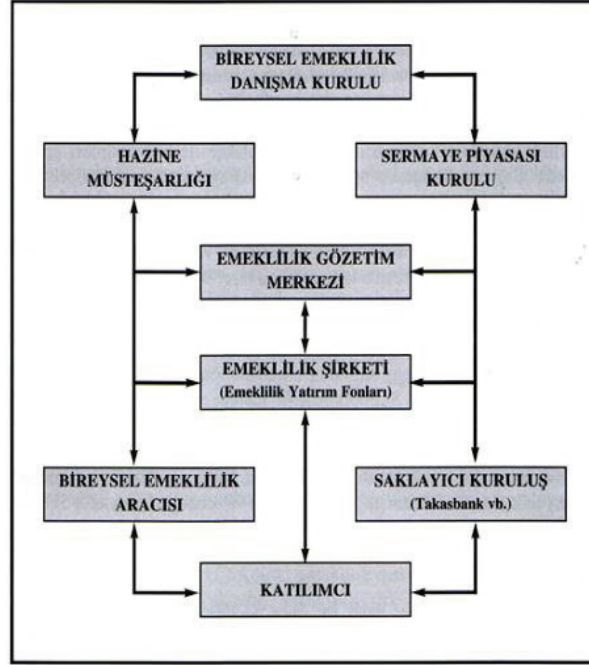 BİREYSEL EMEKLİLİK
DANIŞMA KURULU
HAZİNE
MÜSTEŞARLIĞI
SERMAYE PİYASASI
KURULU
EMEKLİLİK GÖZETİM
MERKEZİ
EMEKLİLİK ŞİRKETİ
(Emeklilik Yatırım Fonları)
BİREYSEL EMEKLİLİK
ARACISI
SAKLAYICI KURULUŞ
(Takasbank vb.)
KATILIMCI